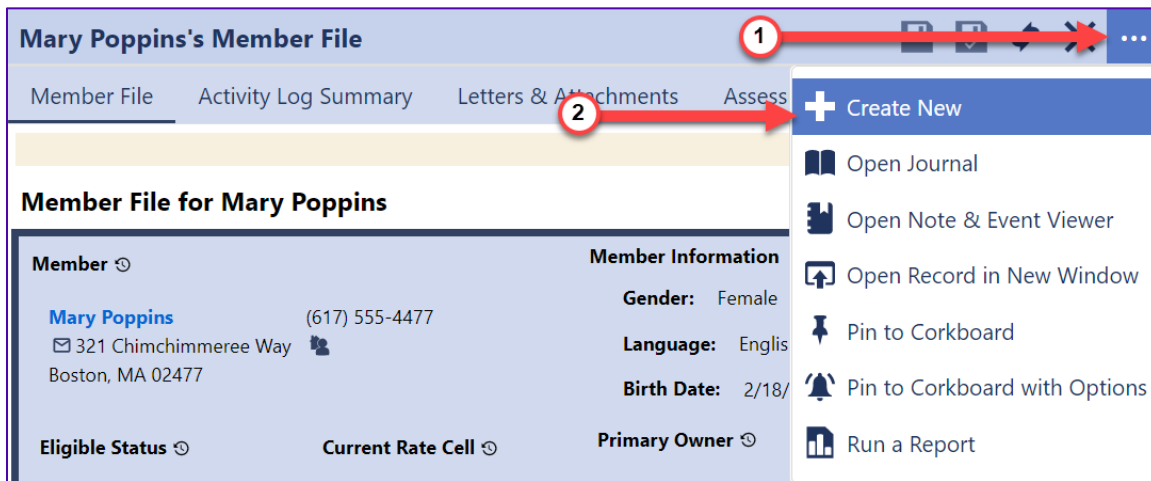 Mary Poppins's Member File
1
...
Member File Activity Log Summary Letters & Attachments Assess
2
Create New
Open Journal
Open Note & Event Viewer
Open Record in New Window
Pin to Corkboard
Pin to Corkboard with Options
Run a Report
Member File for Mary Poppins
Member
Mary Poppins (617) 555-4477
321 Chimchimmeree Way
Boston, MA 02477
Member Information
Gender: Female
Language: Englis
Birth Date: 2/18/
Eligible Status Current Rate Cell Primary Owner